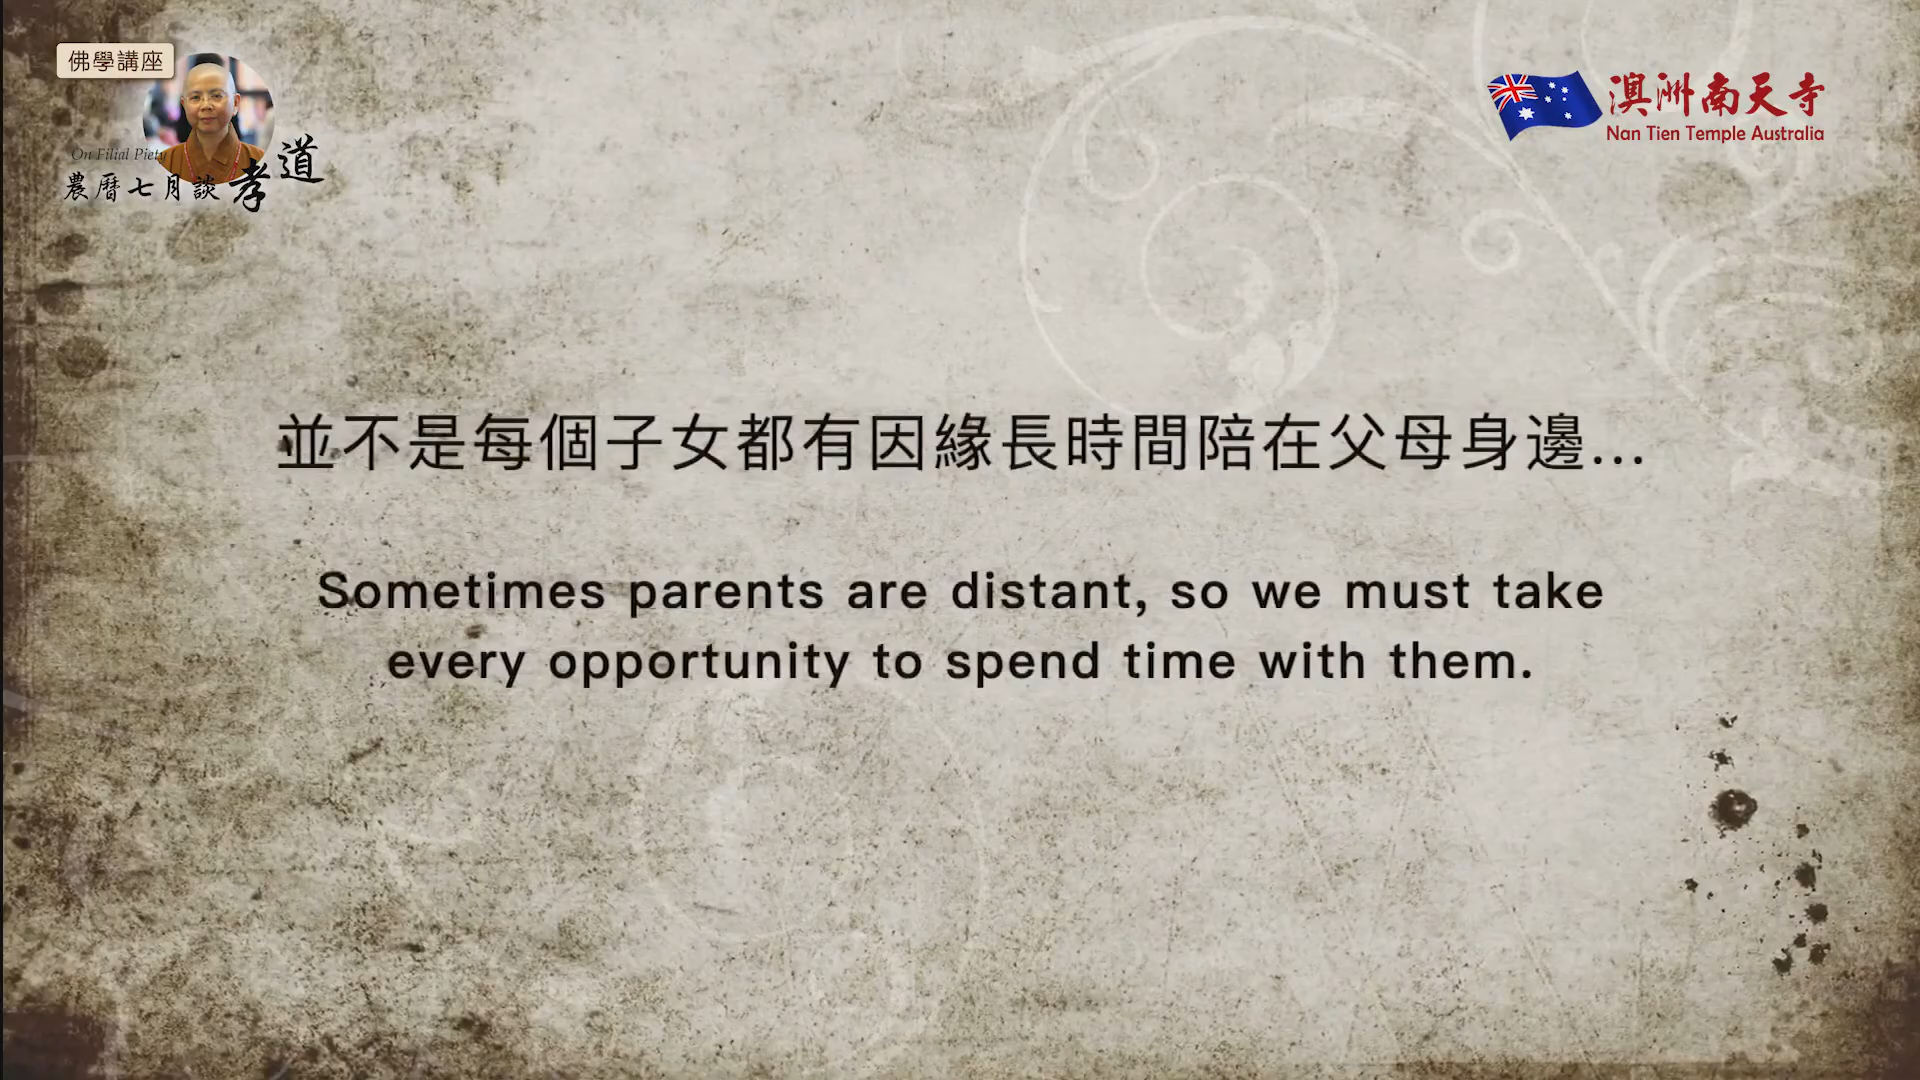 佛學講座
On Filial Piety
農曆七月談孝道
澳洲南天寺
Nan Tien Temple Australia
並不是每個子女都有因緣長時間陪在父母身邊...
Sometimes parents are distant, so we must take
every opportunity to spend time with them.